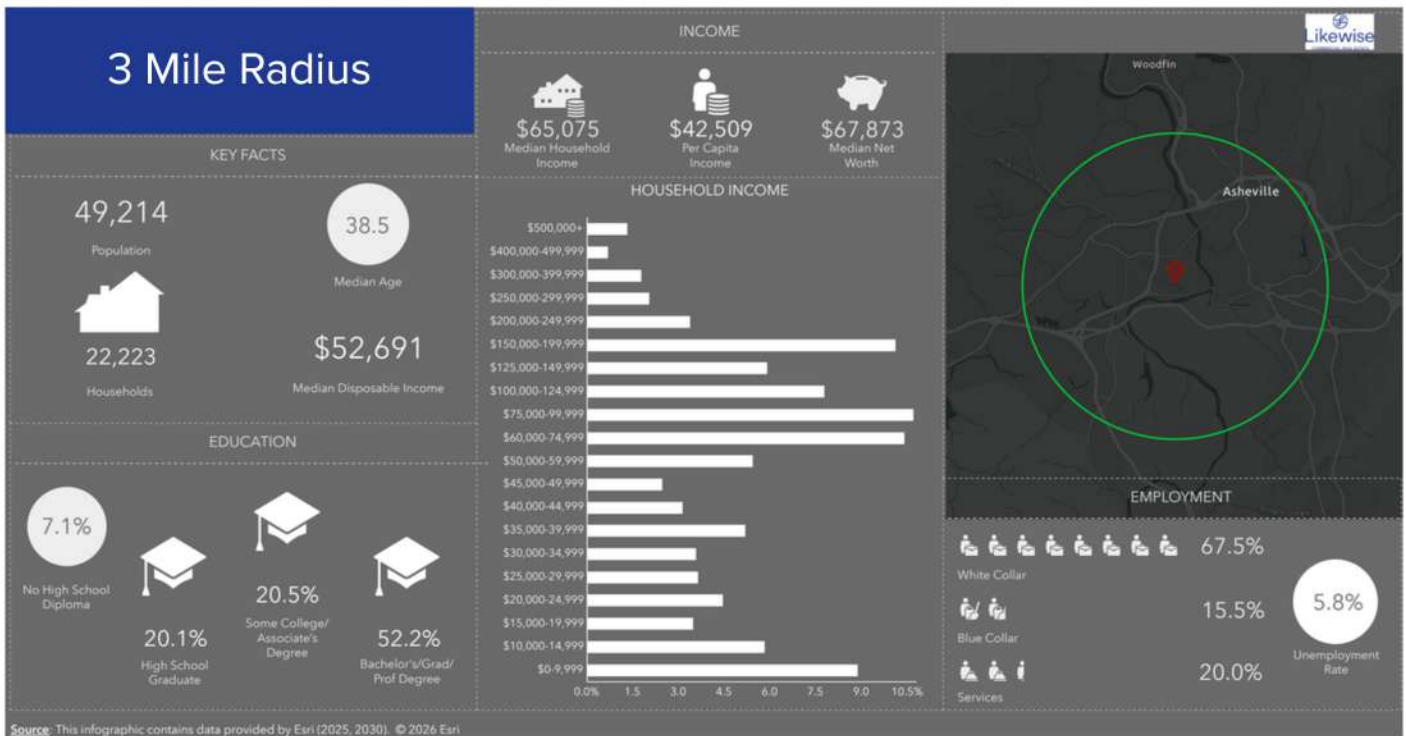 3 Mile Radius
KEY FACTS
49,214
Population
38.5
Median Age
22,223
Households
$52,691
Median Disposable Income
EDUCATION
7.1%
No High School
Diploma
20.1%
High School
Graduate
20.5%
Some College/
Associate's
Degree
52.2%
Bachelor's/Grad/
Prof Degree
INCOME
$65,075
Median Household
Income
$42,509
Per Capita
Income
$67,873
Median Net
Worth
HOUSEHOLD INCOME
$500,000+
$400,000-499,999
$300,000-399,999
$250,000-299,999
$200,000-249,999
$150,000-199,999
$125,000-149,999
$100,000-124,999
$75,000-99,999
$60,000-74,999
$50,000-59,999
$45,000-49,999
$40,000-44,999
$35,000-39,999
$30,000-34,999
$25,000-29,999
$20,000-24,999
$15,000-19,999
$10,000-14,999
$0-9,999
0.0% 1.5 3.0 4.5 6.0 7.5 9.0 10.5%
Likewise
Woodfin
Asheville
EMPLOYMENT
67.5%
White Collar
15.5%
Blue Collar
20.0%
Services
5.8%
Unemployment
Rate
Source: This infographic contains data provided by Esri (2025, 2030). © 2026 Esri